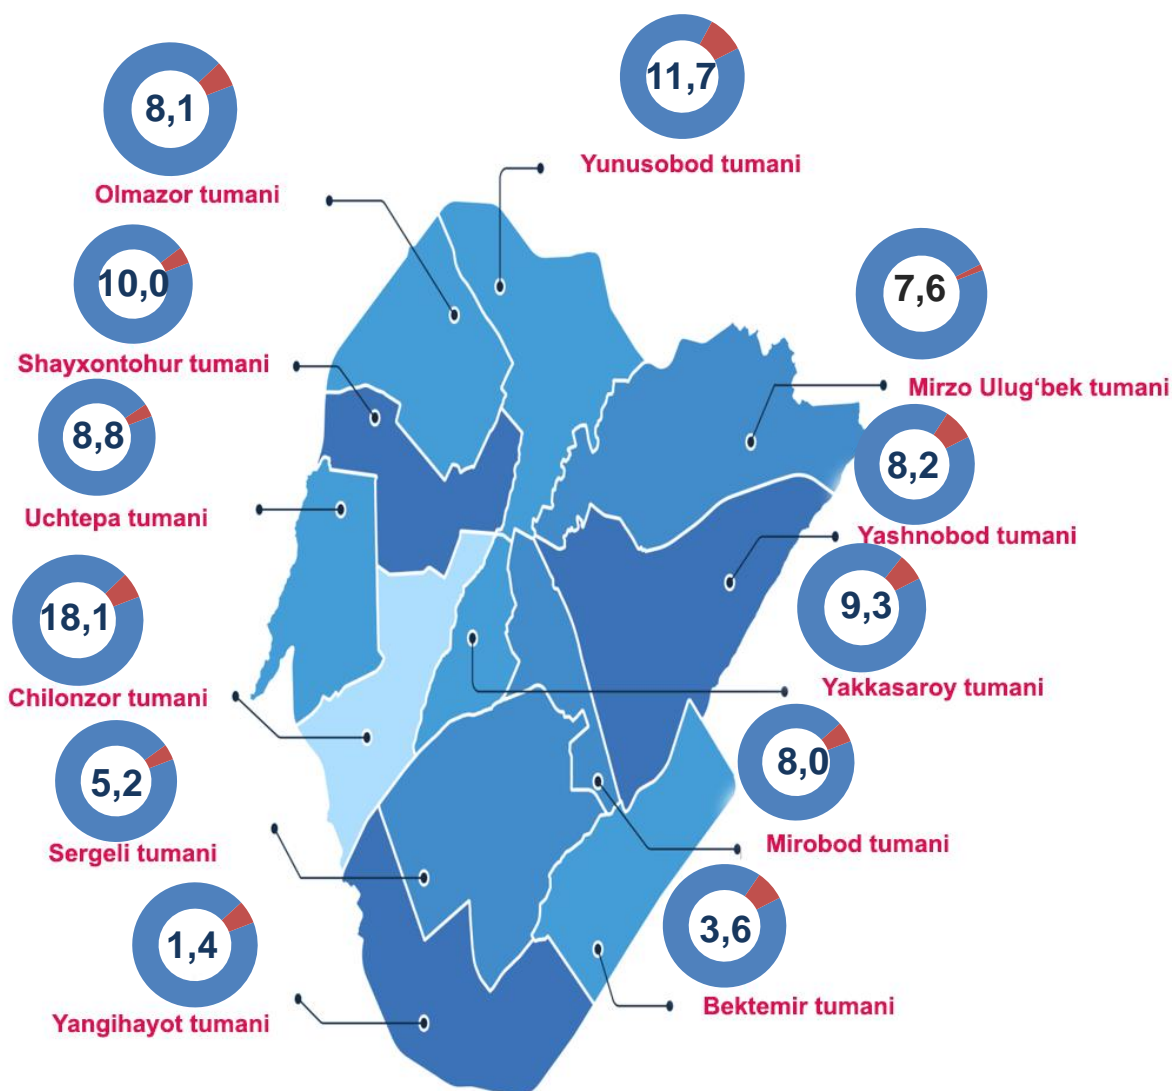 11,7
Yunusobod tumani
8,1
Olmazor tumani
10,0
Shayxontohur tumani
7,6
Mirzo Ulug‘bek tumani
8,8
Uchtepa tumani
8,2
Yashnobod tumani
18,1
Chilonzor tumani
9,3
Yakkasaroy tumani
5,2
Sergeli tumani
8,0
Mirobod tumani
1,4
Yangihayot tumani
3,6
Bektemir tumani